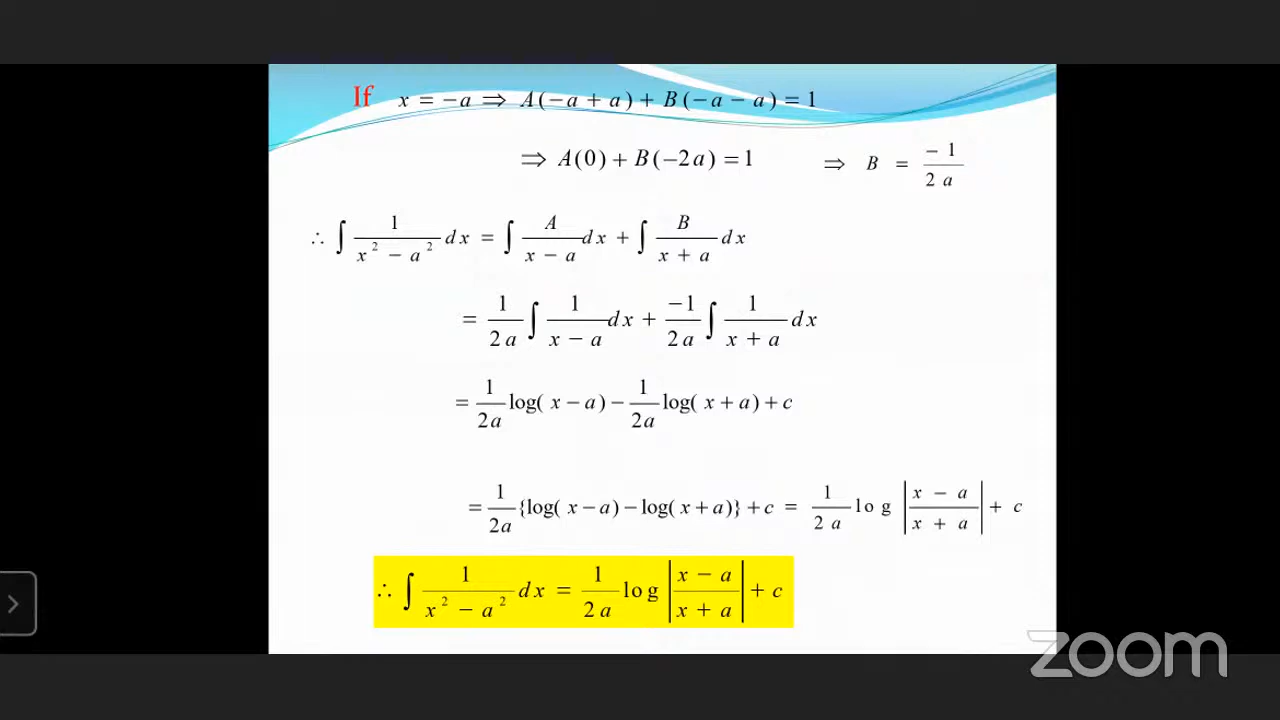 If x = −a ⇒ A(−a + a) + B(−a − a) = 1
⇒ A(0) + B(−2a) = 1 ⇒ B = −1/2a
∴ ∫ 1/(x² − a²) dx = ∫ A/(x − a) dx + ∫ B/(x + a) dx
= 1/2a ∫ 1/(x − a) dx + −1/2a ∫ 1/(x + a) dx
= 1/2a log(x − a) − 1/2a log(x + a) + c
= 1/2a {log(x − a) − log(x + a)} + c = 1/2a log |(x − a)/(x + a)| + c
∴ ∫ 1/(x² − a²) dx = 1/2a log |(x − a)/(x + a)| + c
zoom